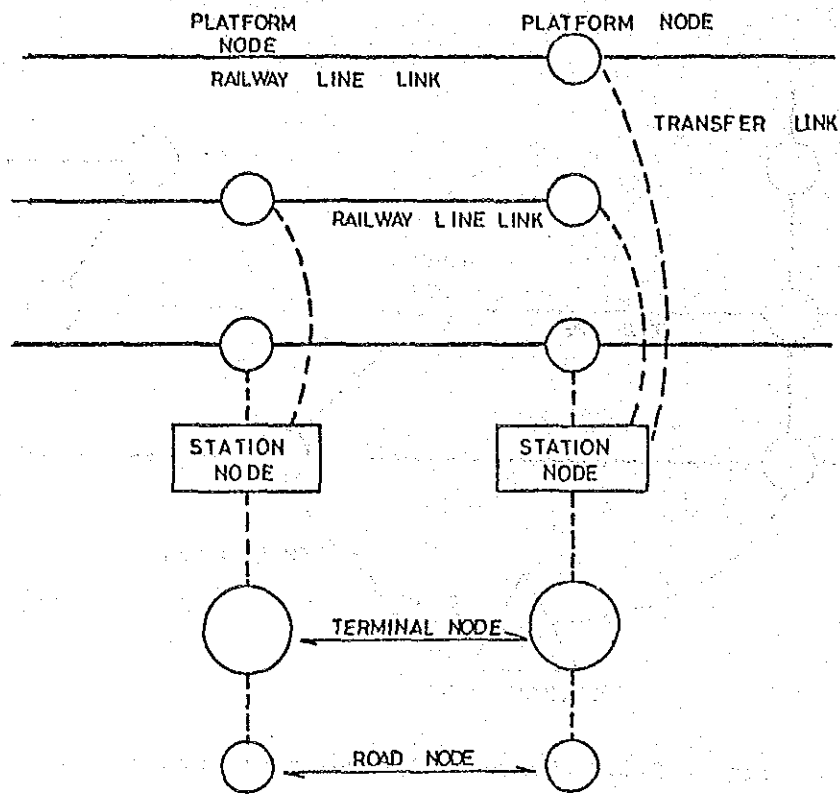 PLATFORM
NODE
PLATFORM NODE
RAILWAY LINE LINK
TRANSFER LINK
RAILWAY LINE LINK
STATION
NODE
STATION
NODE
TERMINAL NODE
ROAD NODE